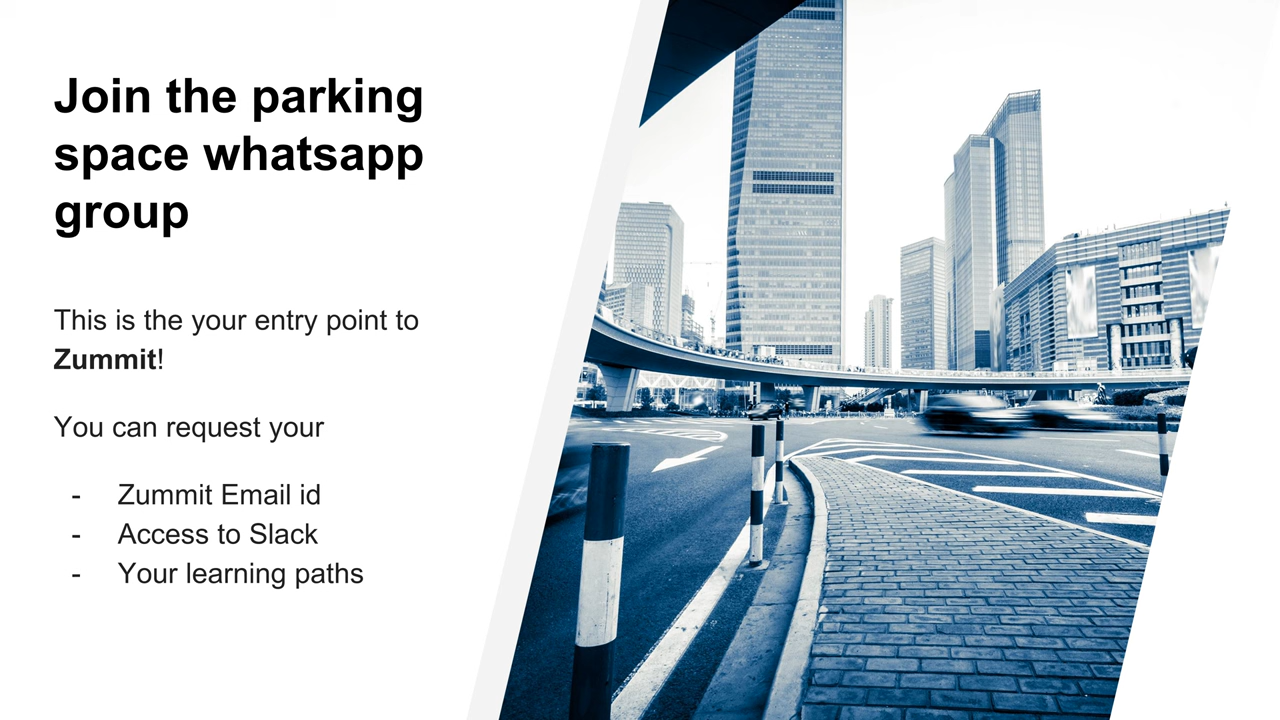 Join the parking
space whatsapp
group
This is the your entry point to
Zummit!
You can request your
- Zummit Email id
- Access to Slack
- Your learning paths